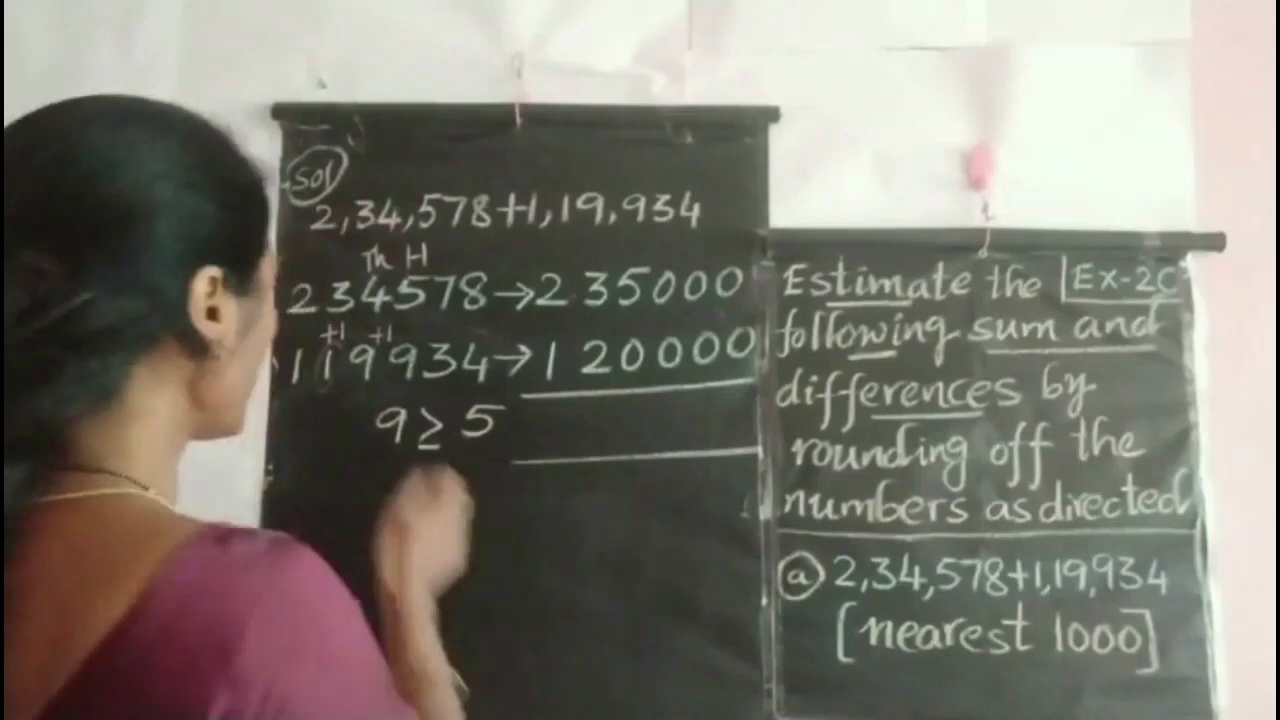 Sol
2,34,578+1,19,934
Th H
234578→235000
+1 +1
119934→120000
9≥5
Estimate the Ex-2C
following sum and
differences by
rounding off the
numbers as directed
a 2,34,578+1,19,934
[nearest 1000]